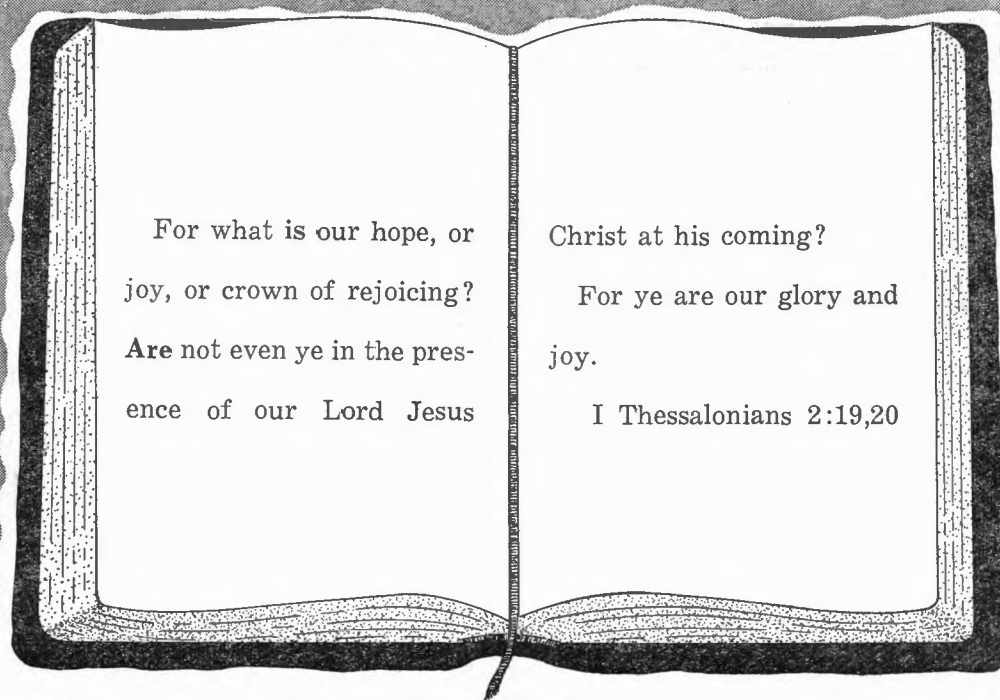 For what is our hope, or
joy, or crown of rejoicing?
Are not even ye in the pres-
ence of our Lord Jesus
Christ at his coming?
For ye are our glory and
joy.
I Thessalonians 2:19,20